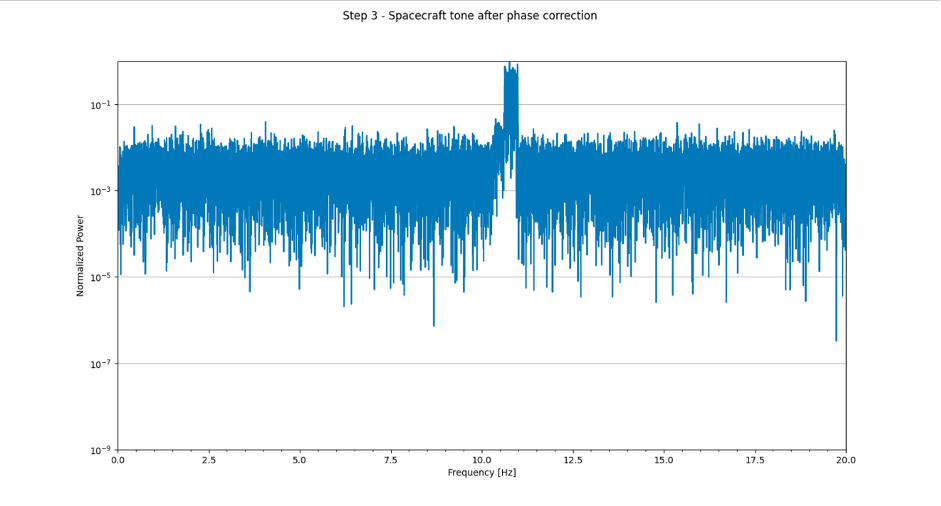 Step 3 - Spacecraft tone after phase correction
Normalized Power
10⁻¹
10⁻³
10⁻⁵
10⁻⁷
10⁻⁹
0.0 2.5 5.0 7.5 10.0 12.5 15.0 17.5 20.0
Frequency [Hz]